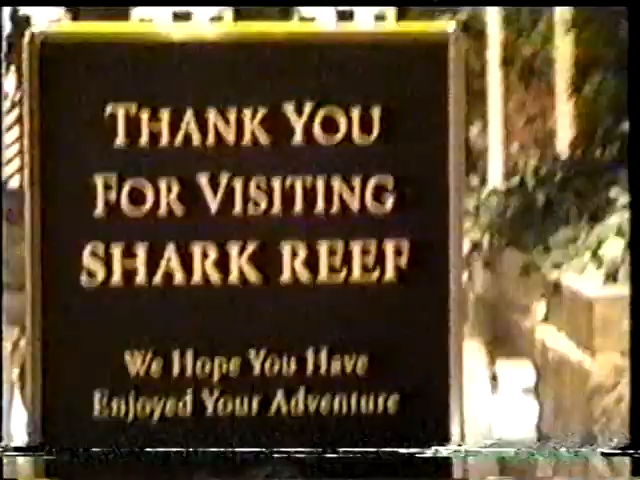 THANK YOU
FOR VISITING
SHARK REEF
We Hope You Have
Enjoyed Your Adventure